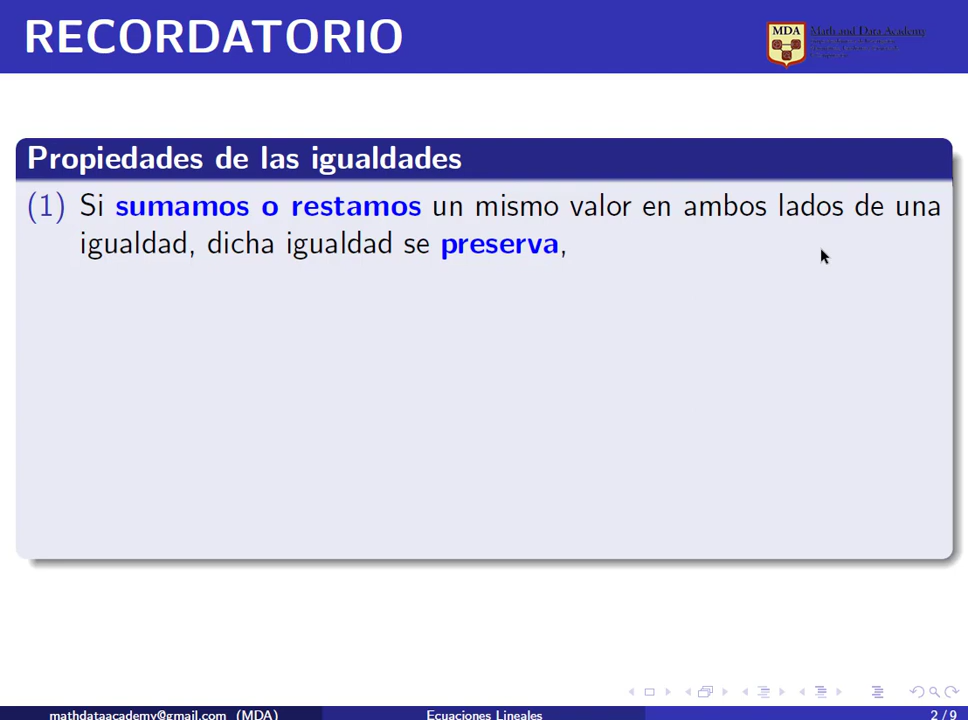 RECORDATORIO
MDA
Math and Data Academy
Propiedades de las igualdades
(1) Si sumamos o restamos un mismo valor en ambos lados de una
igualdad, dicha igualdad se preserva,
mathdataacademy@gmail.com (MDA)
Ecuaciones Lineales
2 / 9